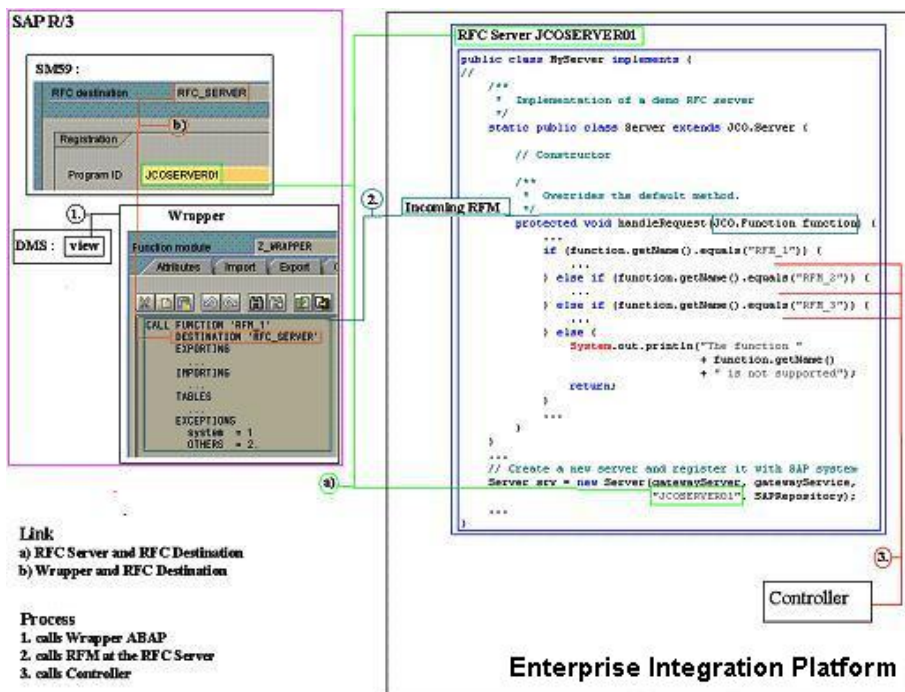 SAP R/3
SM59 :
RFC destination RFC_SERVER
b)
Registration
Program ID JCOSERVER01
1.
Wrapper
DMS : view
Function module Z_WRAPPER
Attributes Import Export
CALL FUNCTION 'RFM_1'
DESTINATION 'RFC_SERVER'
EXPORTING
...
IMPORTING
...
TABLES
...
EXCEPTIONS
system = 1
OTHERS = 2.
a)
2.
Incoming RFM
RFC Server JCOSERVER01
public class MyServer implements {
//
/**
* Implementation of a demo RFC server
*/
static public class Server extends JCO.Server {
// Constructor
/**
* Overrides the default method.
*/
protected void handleRequest(JCO.Function function) {
...
if (function.getName().equals("RFM_1")) {
...
} else if (function.getName().equals("RFM_2")) {
...
} else if (function.getName().equals("RFM_3")) {
...
} else {
System.out.println("The function "
+ function.getName()
+ " is not supported");
return;
}
...
}
}
...
// Create a new server and register it with SAP system
Server srv = new Server(gatewayServer, gatewayService,
"JCOSERVER01", SAPRepository);
...
}
3.
Controller
Link
a) RFC Server and RFC Destination
b) Wrapper and RFC Destination
Process
1. calls Wrapper ABAP
2. calls RFM at the RFC Server
3. calls Controller
Enterprise Integration Platform